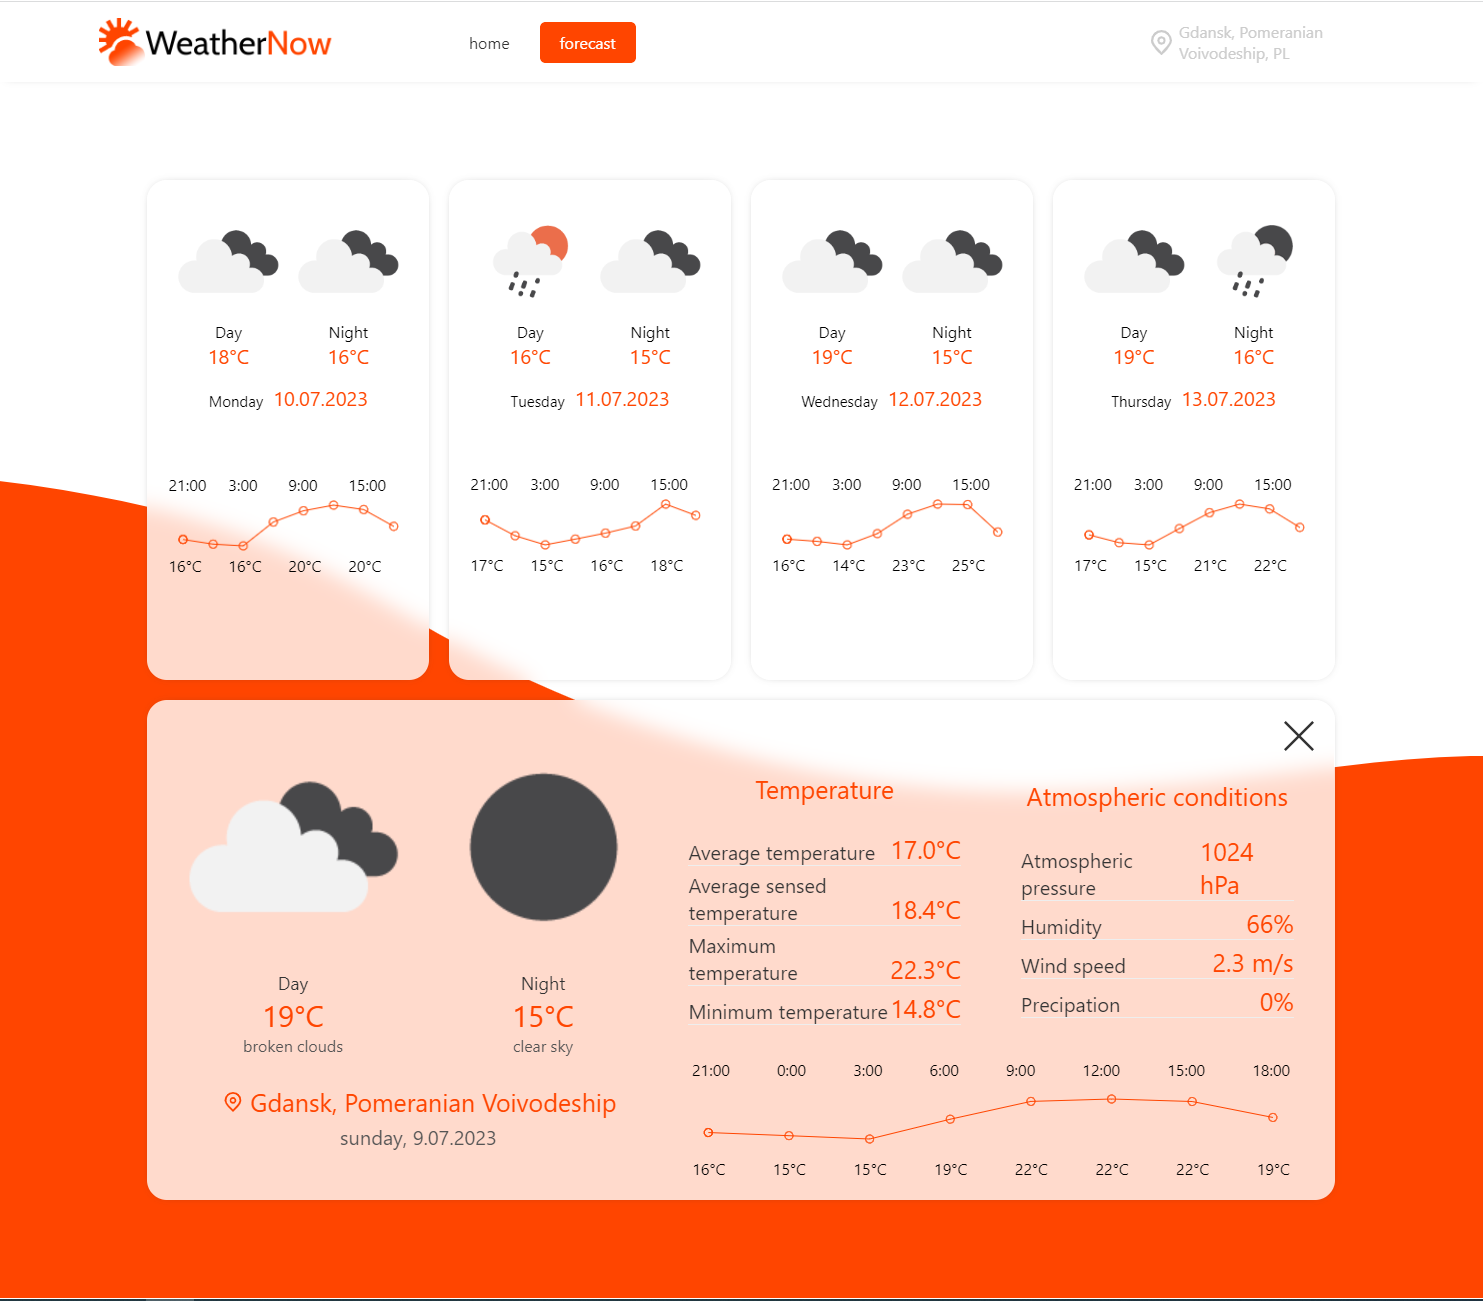 WeatherNow
home
forecast
Gdansk, Pomeranian
Voivodeship, PL
Day
Night
18°C
16°C
Monday 10.07.2023
21:00 3:00 9:00 15:00
16°C 16°C 20°C 20°C
Day
Night
16°C
15°C
Tuesday 11.07.2023
21:00 3:00 9:00 15:00
17°C 15°C 16°C 18°C
Day
Night
19°C
15°C
Wednesday 12.07.2023
21:00 3:00 9:00 15:00
16°C 14°C 23°C 25°C
Day
Night
19°C
16°C
Thursday 13.07.2023
21:00 3:00 9:00 15:00
17°C 15°C 21°C 22°C
Day
19°C
broken clouds
Night
15°C
clear sky
Gdansk, Pomeranian Voivodeship
sunday, 9.07.2023
Temperature
Average temperature 17.0°C
Average sensed
temperature 18.4°C
Maximum
temperature 22.3°C
Minimum temperature 14.8°C
Atmospheric conditions
Atmospheric
pressure
1024
hPa
Humidity 66%
Wind speed 2.3 m/s
Precipation 0%
21:00 0:00 3:00 6:00 9:00 12:00 15:00 18:00
16°C 15°C 15°C 19°C 22°C 22°C 22°C 19°C